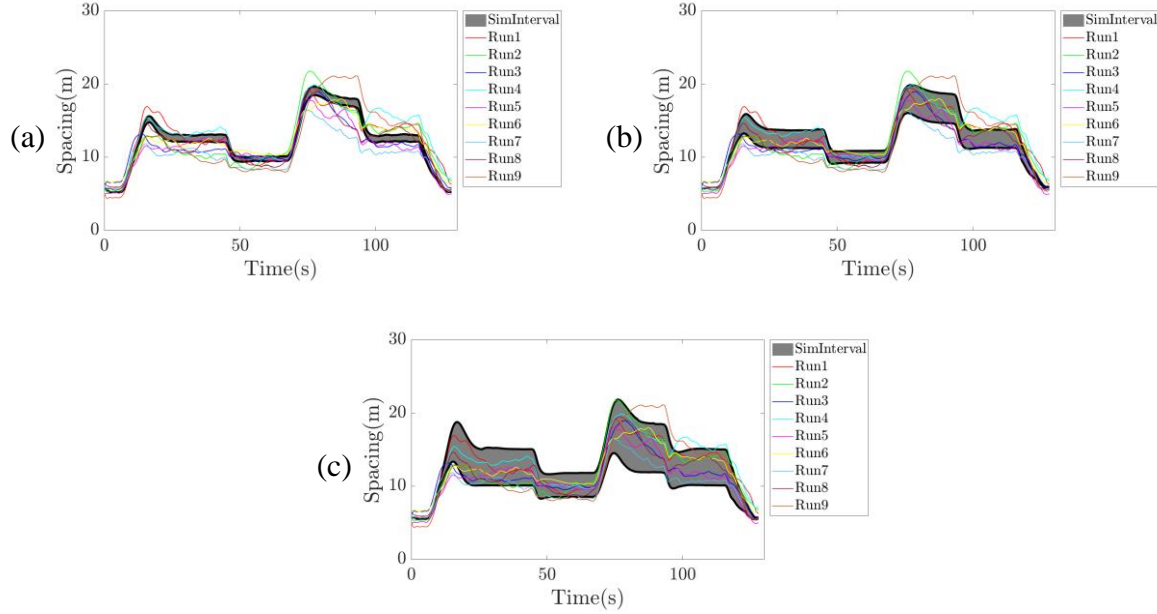 (a)
Spacing(m)
30
20
10
0
0
50
100
Time(s)
SimInterval
Run1
Run2
Run3
Run4
Run5
Run6
Run7
Run8
Run9
(b)
Spacing(m)
30
20
10
0
0
50
100
Time(s)
SimInterval
Run1
Run2
Run3
Run4
Run5
Run6
Run7
Run8
Run9
(c)
Spacing(m)
30
20
10
0
0
50
100
Time(s)
SimInterval
Run1
Run2
Run3
Run4
Run5
Run6
Run7
Run8
Run9